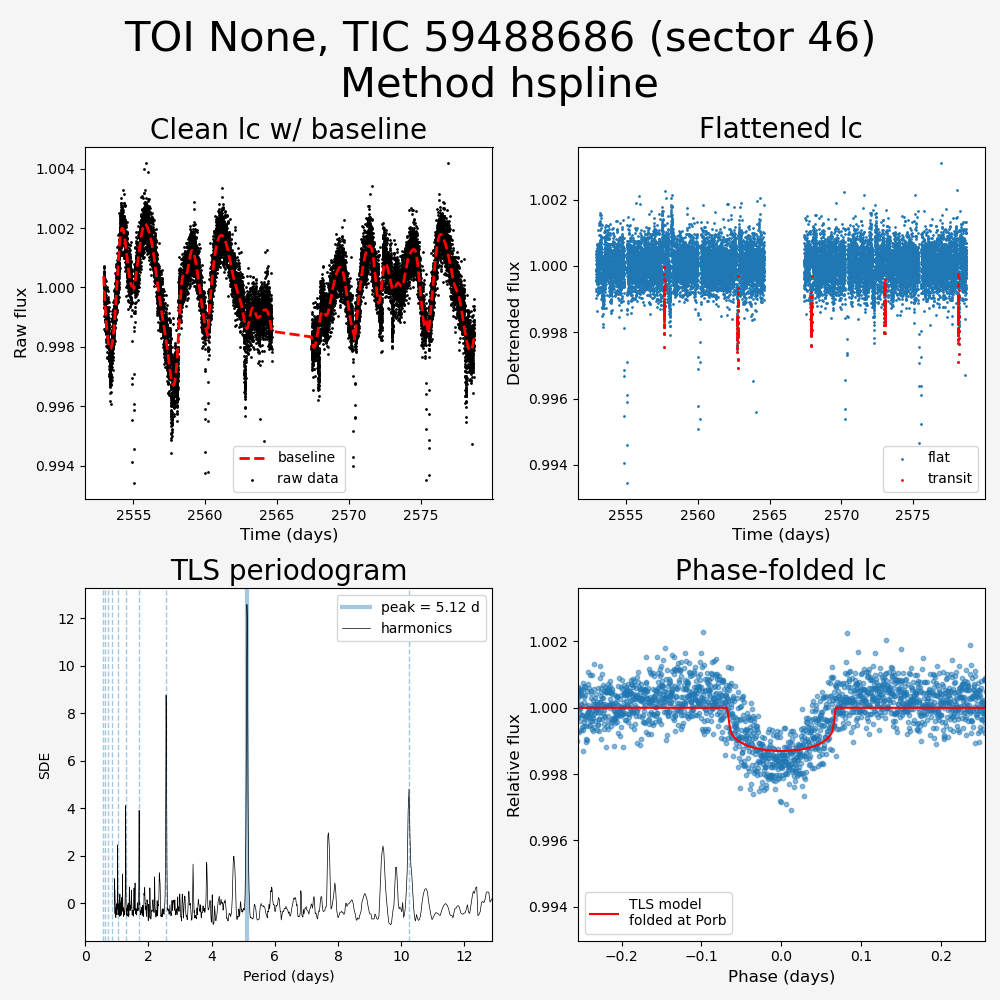 TOI None, TIC 59488686 (sector 46)
Method hspline
Clean lc w/ baseline
Raw flux
1.004
1.002
1.000
0.998
0.996
0.994
baseline
raw data
2555
2560
2565
2570
2575
Time (days)
Flattened lc
Detrended flux
1.002
1.000
0.998
0.996
0.994
flat
transit
2555
2560
2565
2570
2575
Time (days)
TLS periodogram
SDE
12
10
8
6
4
2
0
peak = 5.12 d
harmonics
0
2
4
6
8
10
12
Period (days)
Phase-folded lc
Relative flux
1.002
1.000
0.998
0.996
0.994
TLS model
folded at Porb
−0.2
−0.1
0.0
0.1
0.2
Phase (days)